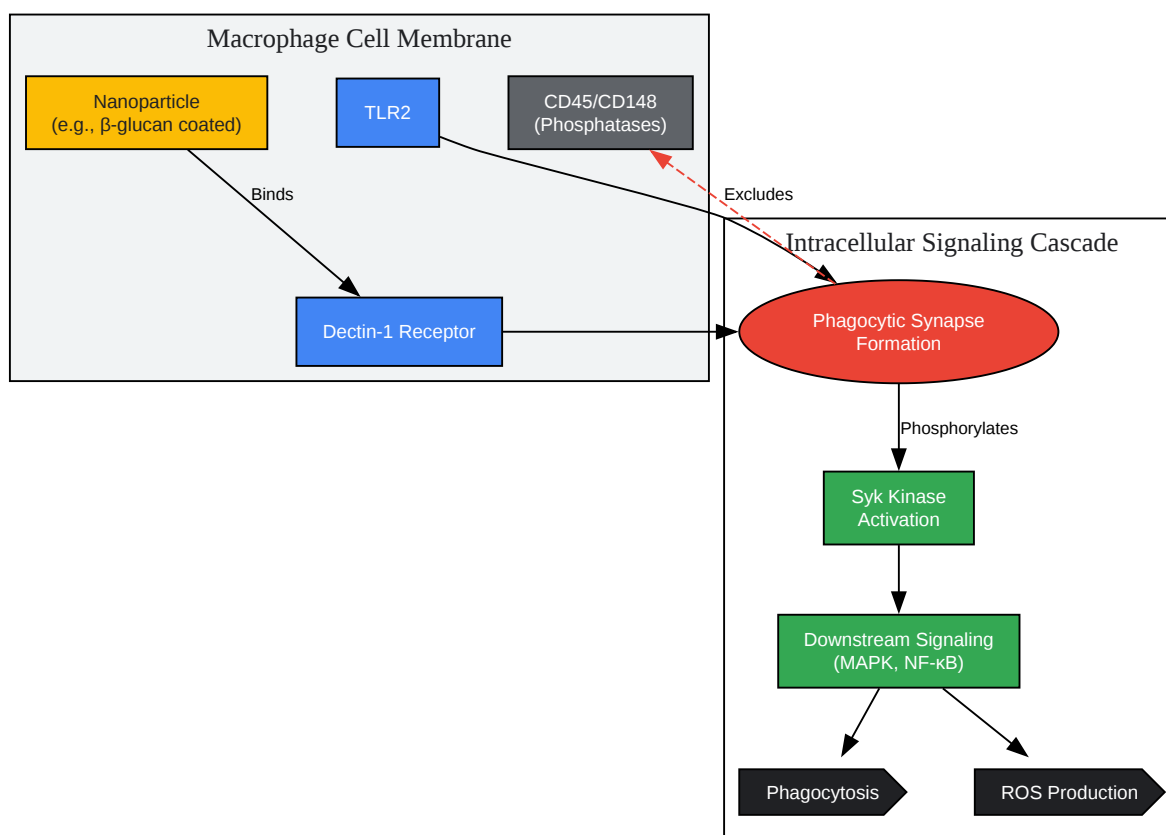 Macrophage Cell Membrane
Nanoparticle
(e.g., β-glucan coated)
TLR2
CD45/CD148
(Phosphatases)
Binds
Excludes
Intracellular Signaling Cascade
Dectin-1 Receptor
Phagocytic Synapse
Formation
Phosphorylates
Syk Kinase
Activation
Downstream Signaling
(MAPK, NF-κB)
Phagocytosis
ROS Production